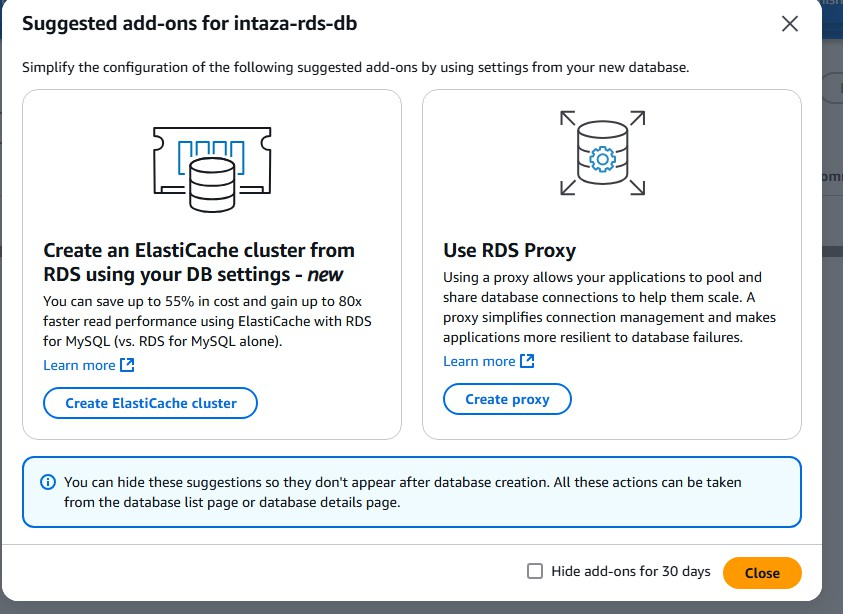 Suggested add-ons for intaza-rds-db
Simplify the configuration of the following suggested add-ons by using settings from your new database.
Create an ElastiCache cluster from
RDS using your DB settings - new
You can save up to 55% in cost and gain up to 80x
faster read performance using ElastiCache with RDS
for MySQL (vs. RDS for MySQL alone).
Learn more
Create ElastiCache cluster
Use RDS Proxy
Using a proxy allows your applications to pool and
share database connections to help them scale. A
proxy simplifies connection management and makes
applications more resilient to database failures.
Learn more
Create proxy
You can hide these suggestions so they don't appear after database creation. All these actions can be taken
from the database list page or database details page.
Hide add-ons for 30 days
Close